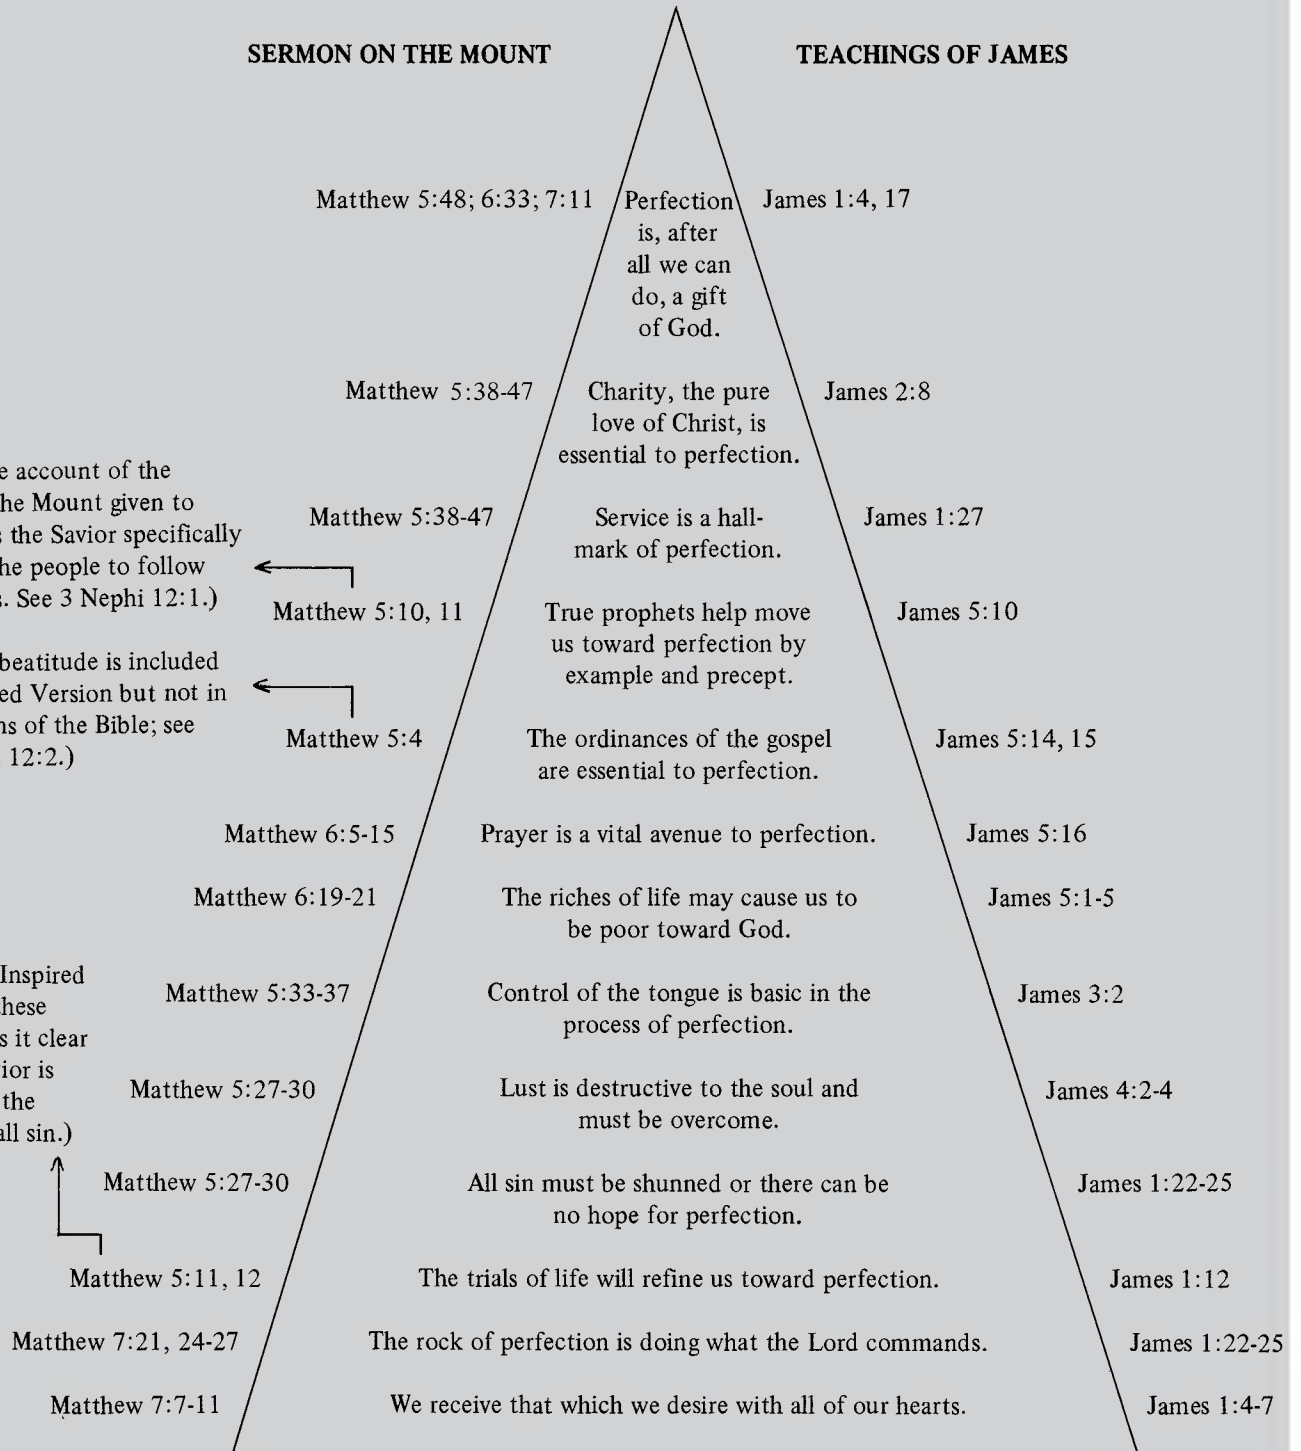 SERMON ON THE MOUNT
TEACHINGS OF JAMES
Matthew 5:48; 6:33; 7:11
Perfection
is, after
all we can
do, a gift
of God.
James 1:4, 17
Matthew 5:38-47
Charity, the pure
love of Christ, is
essential to perfection.
James 2:8
e account of the
he Mount given to
s the Savior specifically
he people to follow
s. See 3 Nephi 12:1.)
Matthew 5:38-47
Service is a hall-
mark of perfection.
James 1:27
Matthew 5:10, 11
True prophets help move
us toward perfection by
example and precept.
James 5:10
beatitude is included
ed Version but not in
ns of the Bible; see
12:2.)
Matthew 5:4
The ordinances of the gospel
are essential to perfection.
James 5:14, 15
Matthew 6:5-15
Prayer is a vital avenue to perfection.
James 5:16
Matthew 6:19-21
The riches of life may cause us to
be poor toward God.
James 5:1-5
Inspired
these
s it clear
ior is
the
all sin.)
Matthew 5:33-37
Control of the tongue is basic in the
process of perfection.
James 3:2
Matthew 5:27-30
Lust is destructive to the soul and
must be overcome.
James 4:2-4
Matthew 5:27-30
All sin must be shunned or there can be
no hope for perfection.
James 1:22-25
Matthew 5:11, 12
The trials of life will refine us toward perfection.
James 1:12
Matthew 7:21, 24-27
The rock of perfection is doing what the Lord commands.
James 1:22-25
Matthew 7:7-11
We receive that which we desire with all of our hearts.
James 1:4-7